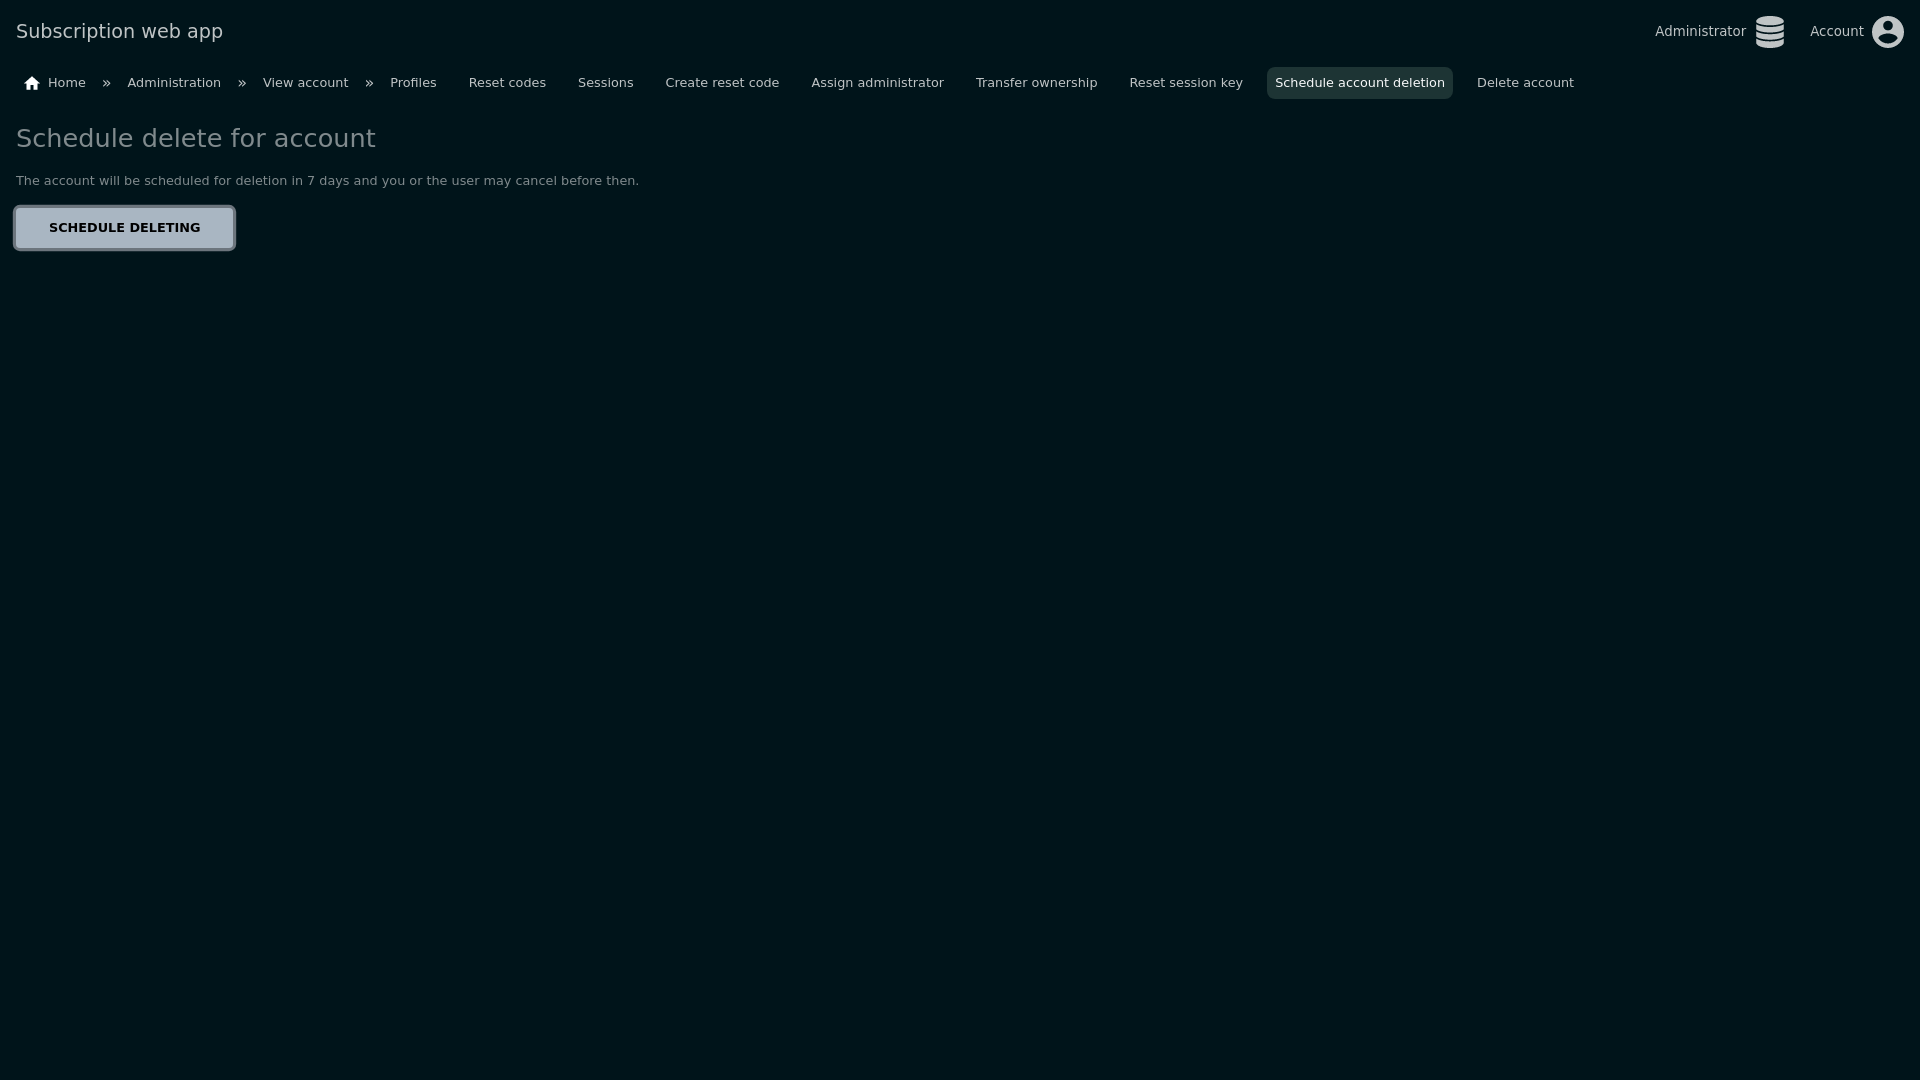 Subscription web app
Administrator
Account
Home » Administration » View account » Profiles Reset codes Sessions Create reset code Assign administrator Transfer ownership Reset session key Schedule account deletion Delete account
Schedule delete for account
The account will be scheduled for deletion in 7 days and you or the user may cancel before then.
SCHEDULE DELETING